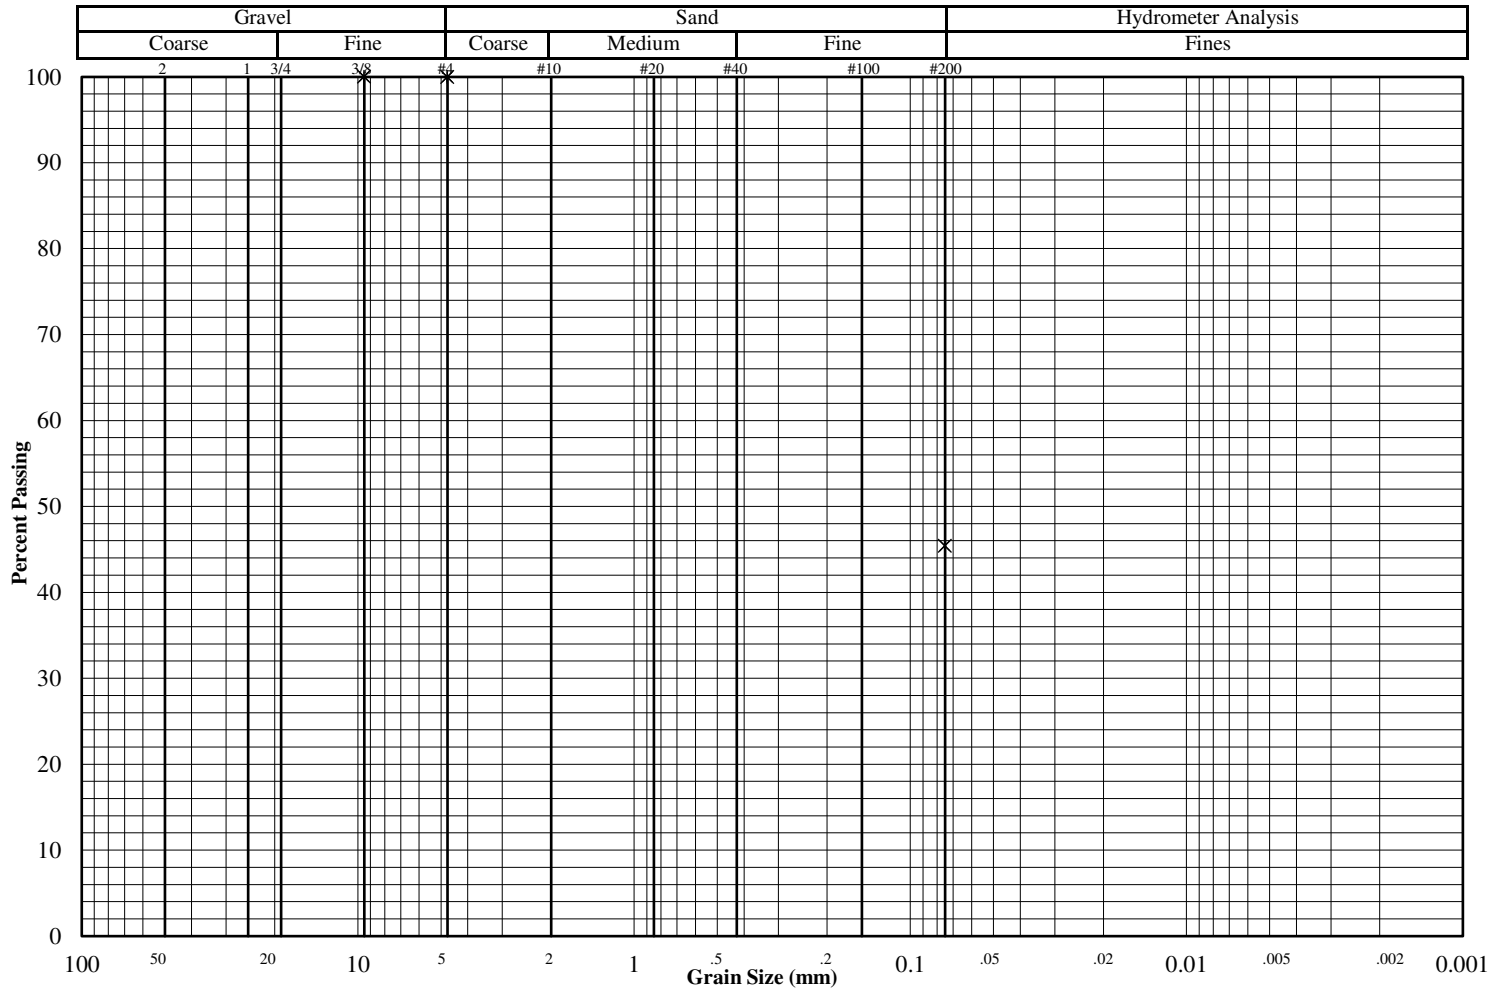 Gravel Sand Hydrometer Analysis
Coarse Fine Coarse Medium Fine Fines
2 1 3/4 3/8 #4 #10 #20 #40 #100 #200
100
90
80
70
60
50
40
30
20
10
0
Percent Passing
100 50 20 10 5 2 1 .5 .2 0.1 .05 .02 0.01 .005 .002 0.001
Grain Size (mm)